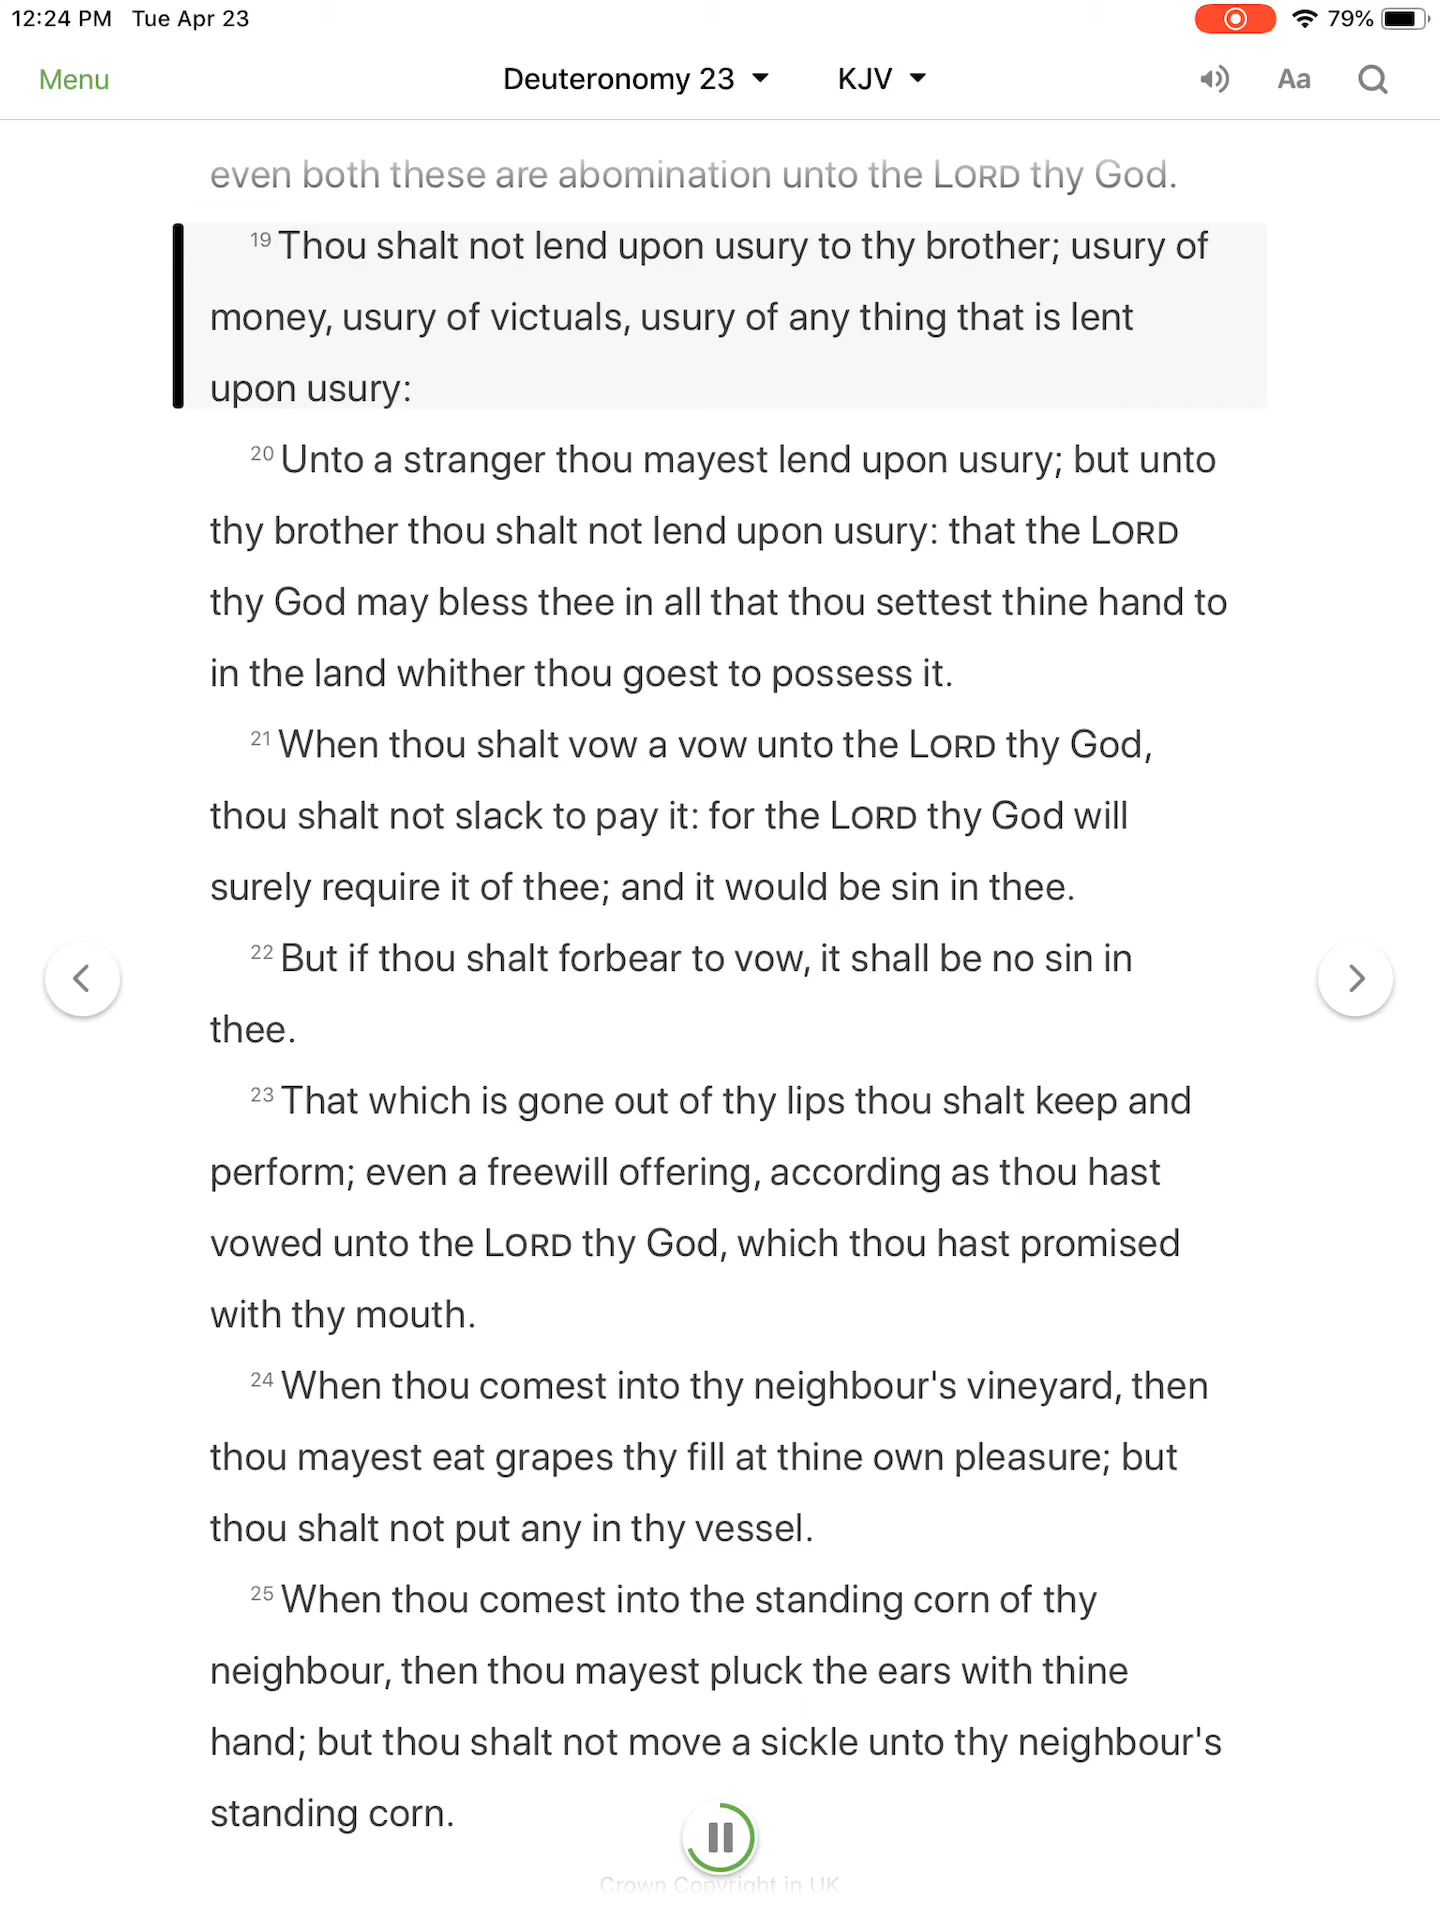 12:24 PM Tue Apr 23 79%
Menu Deuteronomy 23 KJV Aa
even both these are abomination unto the LORD thy God.
19 Thou shalt not lend upon usury to thy brother; usury of
money, usury of victuals, usury of any thing that is lent
upon usury:
20 Unto a stranger thou mayest lend upon usury; but unto
thy brother thou shalt not lend upon usury: that the LORD
thy God may bless thee in all that thou settest thine hand to
in the land whither thou goest to possess it.
21 When thou shalt vow a vow unto the LORD thy God,
thou shalt not slack to pay it: for the LORD thy God will
surely require it of thee; and it would be sin in thee.
22 But if thou shalt forbear to vow, it shall be no sin in
thee.
23 That which is gone out of thy lips thou shalt keep and
perform; even a freewill offering, according as thou hast
vowed unto the LORD thy God, which thou hast promised
with thy mouth.
24 When thou comest into thy neighbour's vineyard, then
thou mayest eat grapes thy fill at thine own pleasure; but
thou shalt not put any in thy vessel.
25 When thou comest into the standing corn of thy
neighbour, then thou mayest pluck the ears with thine
hand; but thou shalt not move a sickle unto thy neighbour's
standing corn.
Crown Copyright in UK